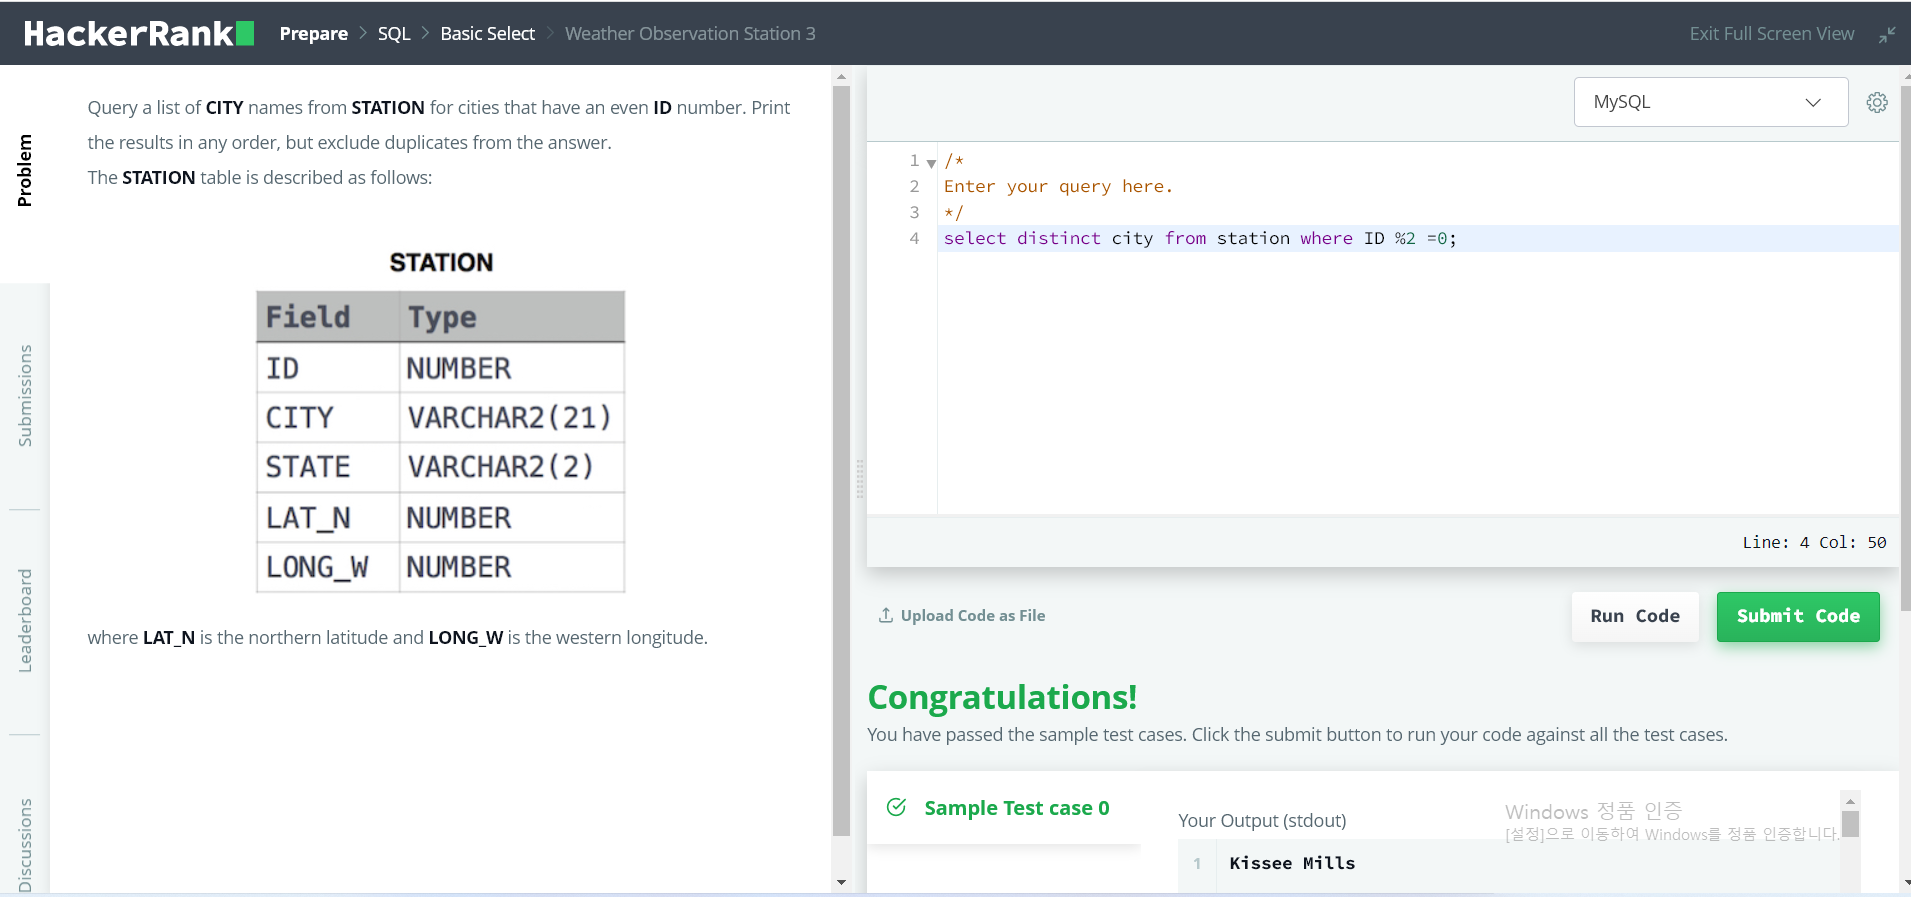 HackerRank
Prepare > SQL > Basic Select > Weather Observation Station 3
Exit Full Screen View
Problem
Submissions
Leaderboard
Discussions
Query a list of CITY names from STATION for cities that have an even ID number. Print
the results in any order, but exclude duplicates from the answer.
The STATION table is described as follows:
STATION
Field Type
ID NUMBER
CITY VARCHAR2(21)
STATE VARCHAR2(2)
LAT_N NUMBER
LONG_W NUMBER
where LAT_N is the northern latitude and LONG_W is the western longitude.
MySQL
1 /*
2 Enter your query here.
3 */
4 select distinct city from station where ID %2 =0;
Line: 4 Col: 50
Upload Code as File
Run Code
Submit Code
Congratulations!
You have passed the sample test cases. Click the submit button to run your code against all the test cases.
Sample Test case 0
Your Output (stdout)
1 Kissee Mills
Windows 정품 인증
[설정]으로 이동하여 Windows를 정품 인증합니다.